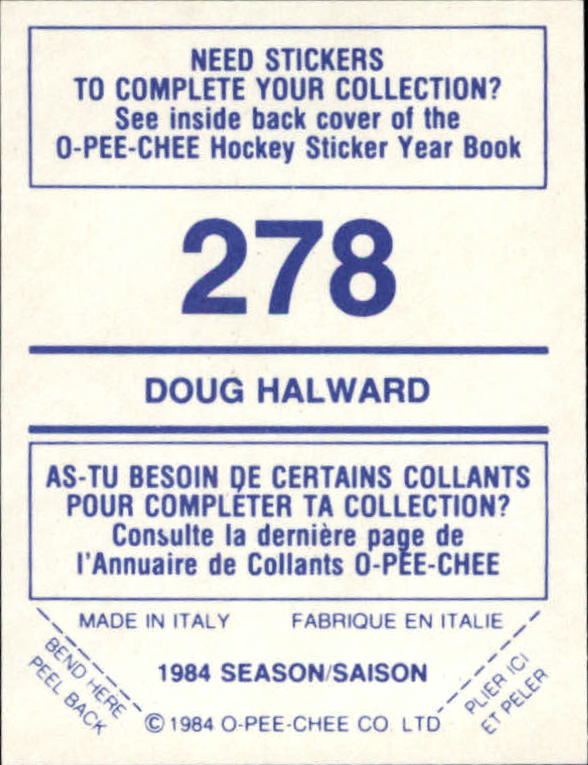 NEED STICKERS
TO COMPLETE YOUR COLLECTION?
See inside back cover of the
O-PEE-CHEE Hockey Sticker Year Book
278
DOUG HALWARD
AS-TU BESOIN DE CERTAINS COLLANTS
POUR COMPLÉTER TA COLLECTION?
Consulte la dernière page de
l'Annuaire de Collants O-PEE-CHEE
MADE IN ITALY FABRIQUE EN ITALIE
BEND HERE
PEEL BACK
1984 SEASON/SAISON
PLIER ICI
ET PELER
© 1984 O-PEE-CHEE CO. LTD